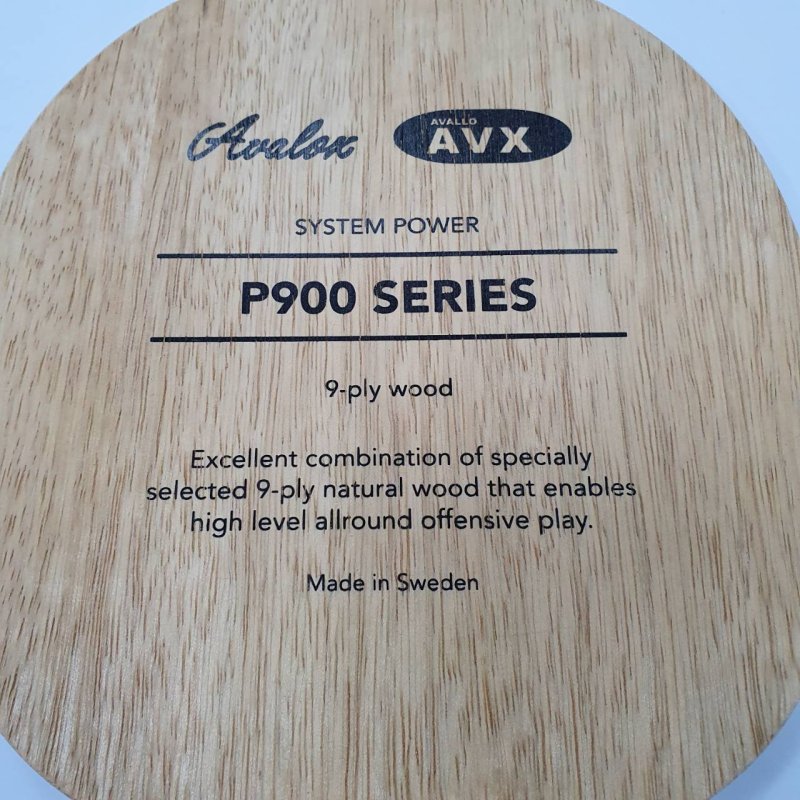 Avalox AVALLO AVX
SYSTEM POWER
P900 SERIES
9-ply wood
Excellent combination of specially
selected 9-ply natural wood that enables
high level allround offensive play.
Made in Sweden